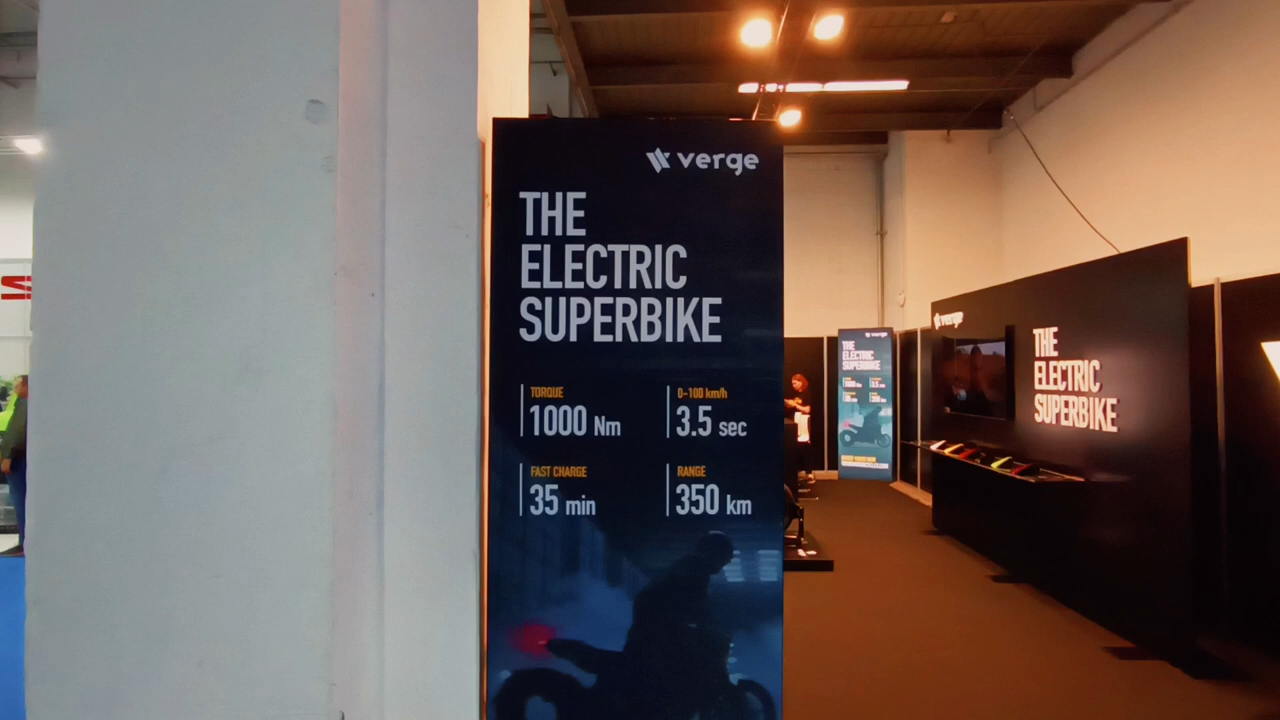 verge
THE
ELECTRIC
SUPERBIKE
TORQUE
1000 Nm
0-100 km/h
3.5 sec
FAST CHARGE
35 min
RANGE
350 km
verge
THE
ELECTRIC
SUPERBIKE
verge
THE
ELECTRIC
SUPERBIKE